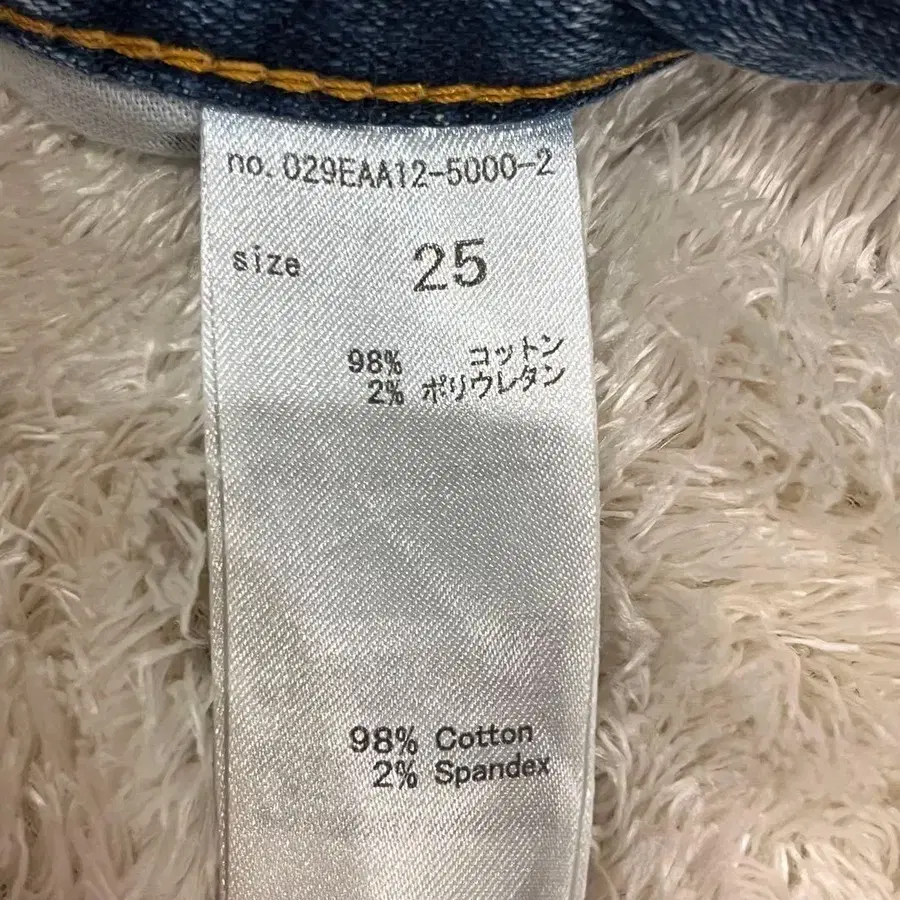 no. 029EAA12-5000-2
size 25
98% コットン
2% ポリウレタン
98% Cotton
2% Spandex